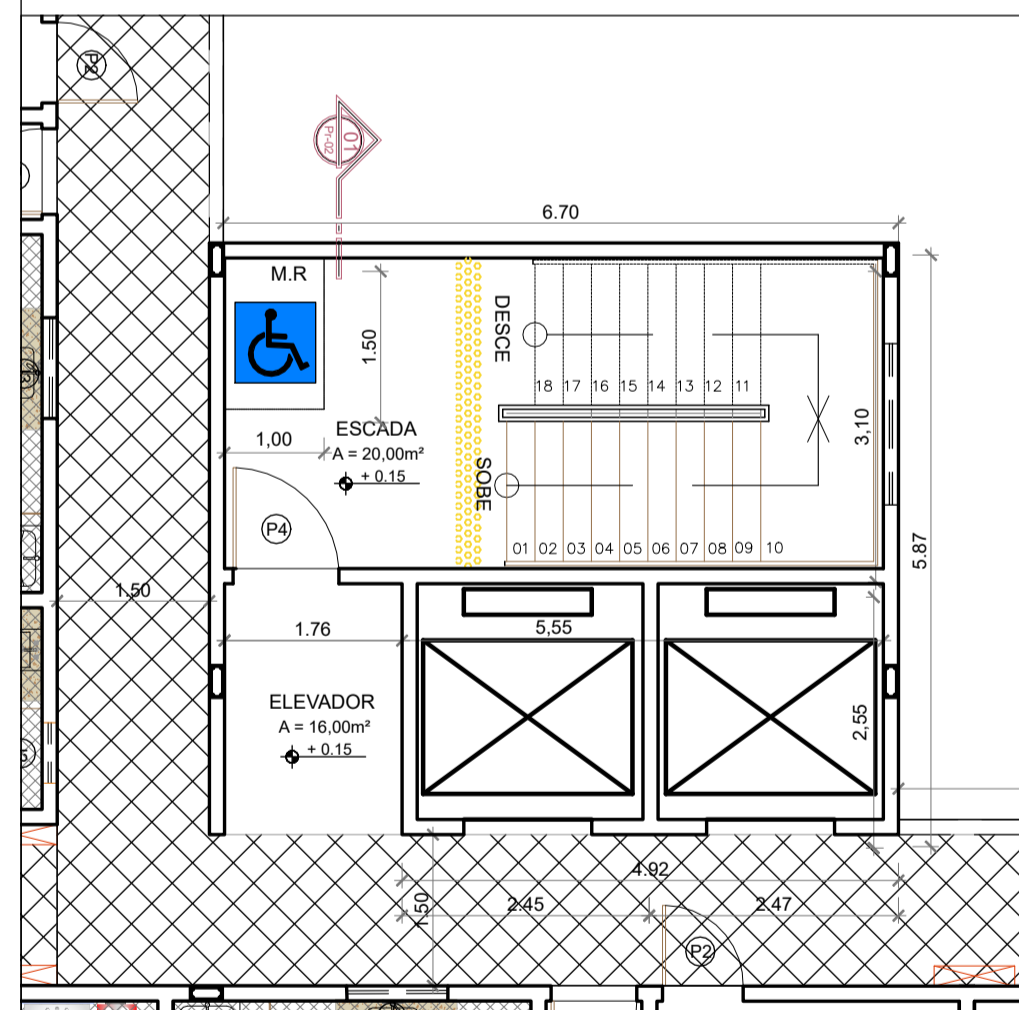 P2
01
Pr-02
6.70
M.R
DESCE
1.50
18 17 16 15 14 13 12 11
1,00
ESCADA
A = 20,00m²
+ 0.15
3,10
SOBE
P4
01 02 03 04 05 06 07 08 09 10
5.87
1.50
1.76
5,55
ELEVADOR
A = 16,00m²
+ 0.15
2,55
4.92
1.50
2.45
2.47
P2